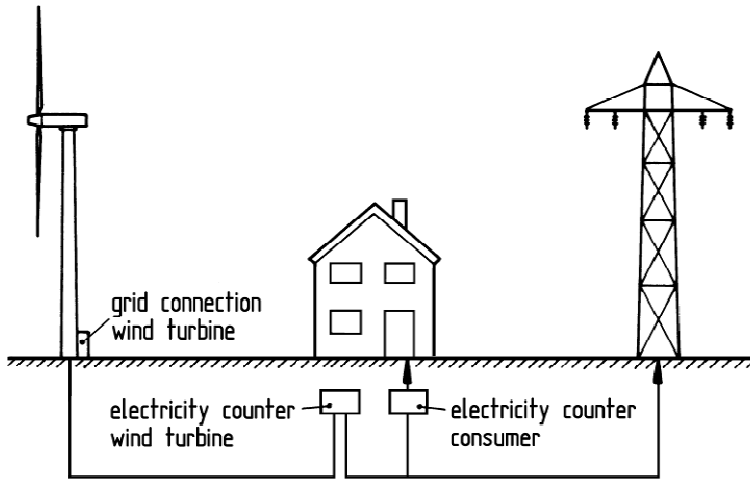 grid connection
wind turbine
electricity counter
wind turbine
electricity counter
consumer